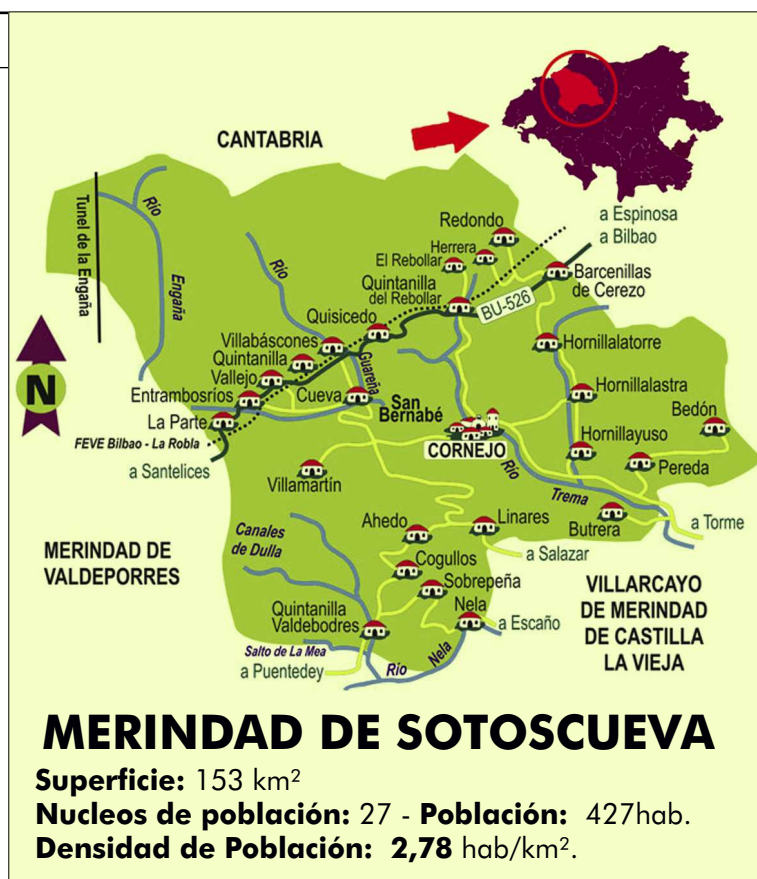 CANTABRIA
Tunel de la Engaña
Río
Engaña
Río
Redondo
Herrera
El Rebollar
Quintanilla
del Rebollar
a Espinosa
a Bilbao
BU-526
Barcenillas
de Cerezo
Quisicedo
Villabáscones
Quintanilla
Vallejo
Guareña
Hornillalatorre
Entrambosríos
Cueva
San
Bernabé
Hornillalastra
La Parte
Bedón
FEVE Bilbao - La Robla
CORNEJO
Hornillayuso
a Santelices
Río
Pereda
Villamartín
Trema
Ahedo
Linares
Butrera
a Torme
Canales
de Dulla
MERINDAD DE
VALDEPORRES
a Salazar
Cogullos
Sobrepeña
VILLARCAYO
DE MERINDAD
DE CASTILLA
LA VIEJA
Quintanilla
Valdebodres
Nela
a Escaño
Salto de La Mea
a Puentedey
Río
Nela
N
MERINDAD DE SOTOSCUEVA
Superficie: 153 km²
Nucleos de población: 27 - Población: 427hab.
Densidad de Población: 2,78 hab/km².